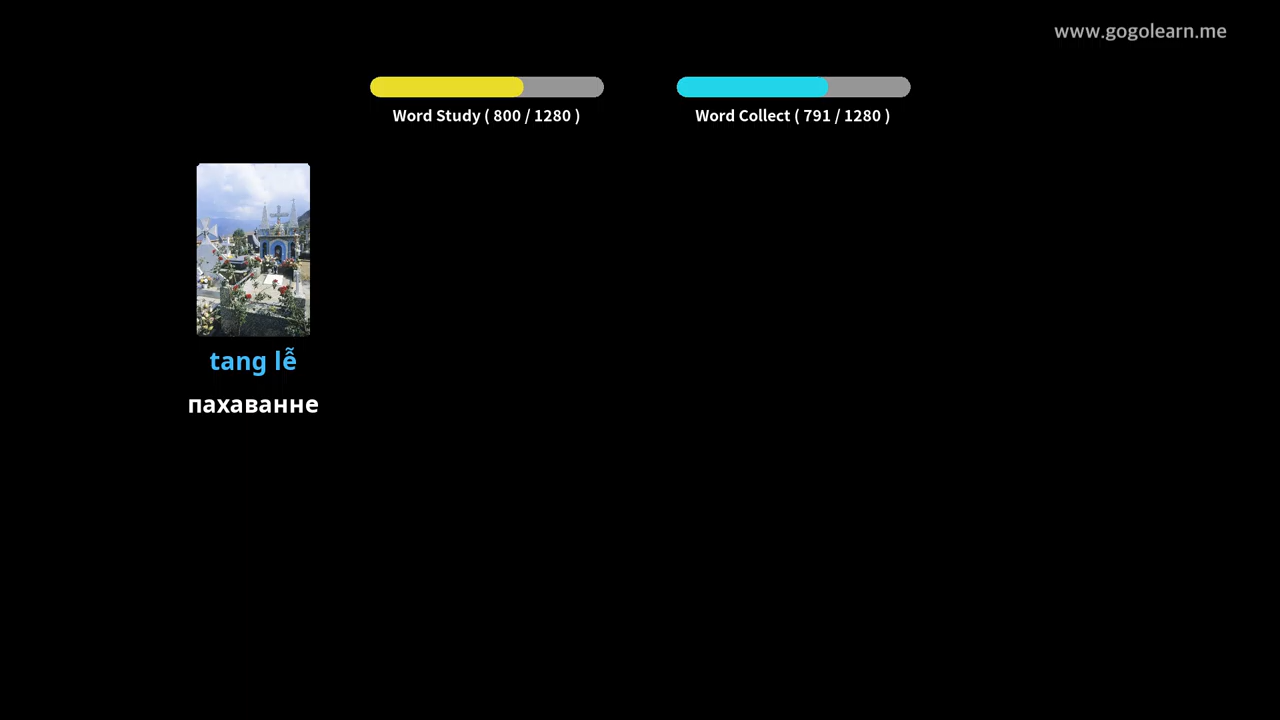 www.gogolearn.me
Word Study ( 800 / 1280 )
Word Collect ( 791 / 1280 )
tang lễ
пахаванне